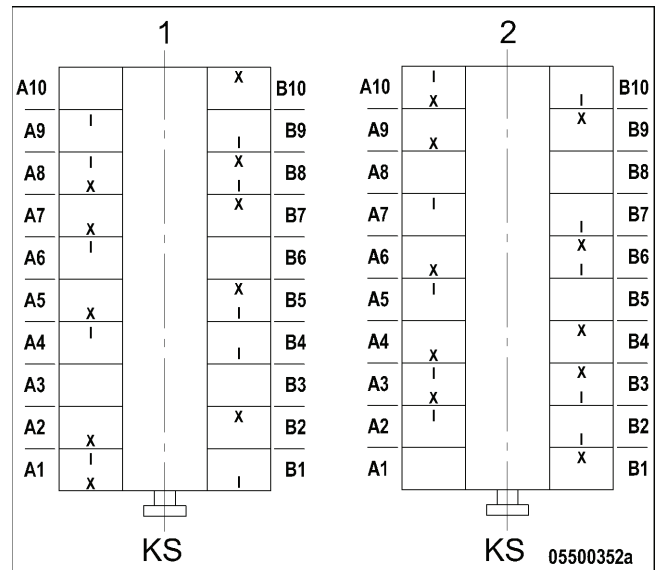 1 2
X I
A10 B10 A10 B10
X I
I X
A9 B9 A9 B9
I X
I X
A8 B8 A8 B8
X I
X I
A7 B7 A7 B7
X I
I X
A6 B6 A6 B6
X I
X I
A5 B5 A5 B5
X I
I X
A4 B4 A4 B4
I X
I X
A3 B3 A3 B3
X I
X I
A2 B2 A2 B2
X I
I X
A1 B1 A1 B1
X I
KS KS 05500352a